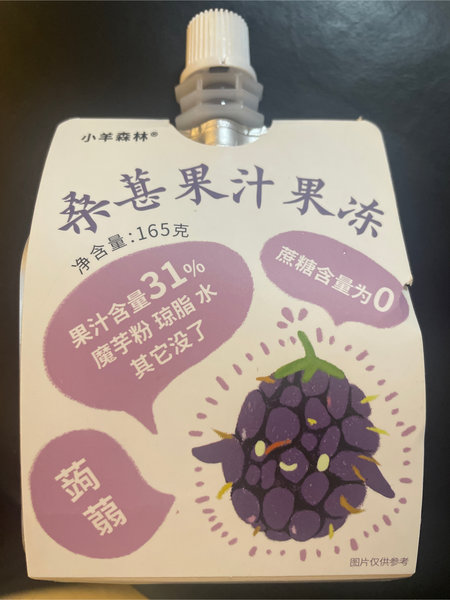 小羊森林®
桑葚果汁果冻
净含量:165克
果汁含量31%
魔芋粉 琼脂 水
其它没了
蔗糖含量为0
蒟
蒻
图片仅供参考